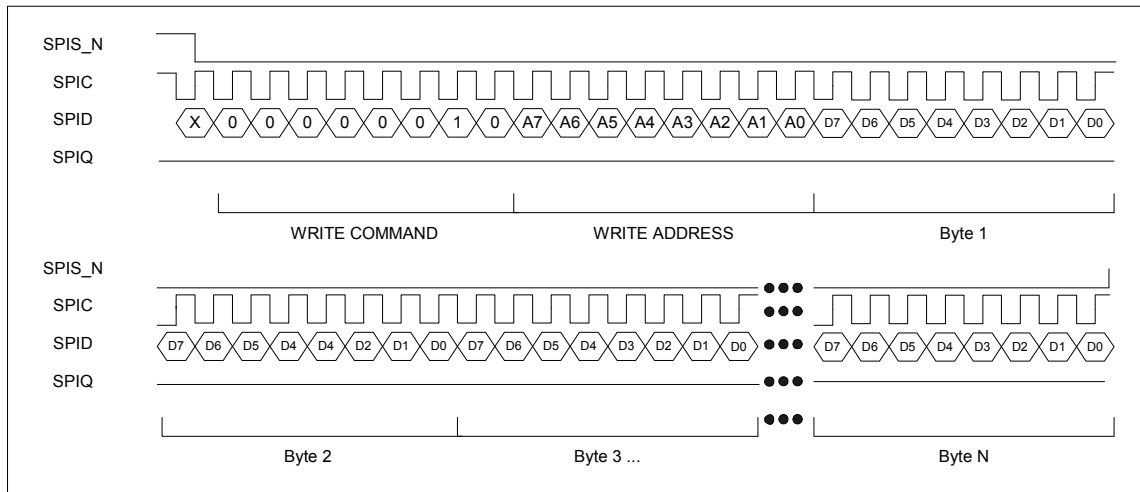 SPIS_N
SPIC
SPID X 0 0 0 0 0 0 1 0 A7 A6 A5 A4 A3 A2 A1 A0 D7 D6 D5 D4 D3 D2 D1 D0
SPIQ
WRITE COMMAND WRITE ADDRESS Byte 1
SPIS_N
SPIC
SPID D7 D6 D5 D4 D4 D2 D1 D0 D7 D6 D5 D4 D3 D2 D1 D0 D7 D6 D5 D4 D3 D2 D1 D0
SPIQ
Byte 2 Byte 3 ... Byte N